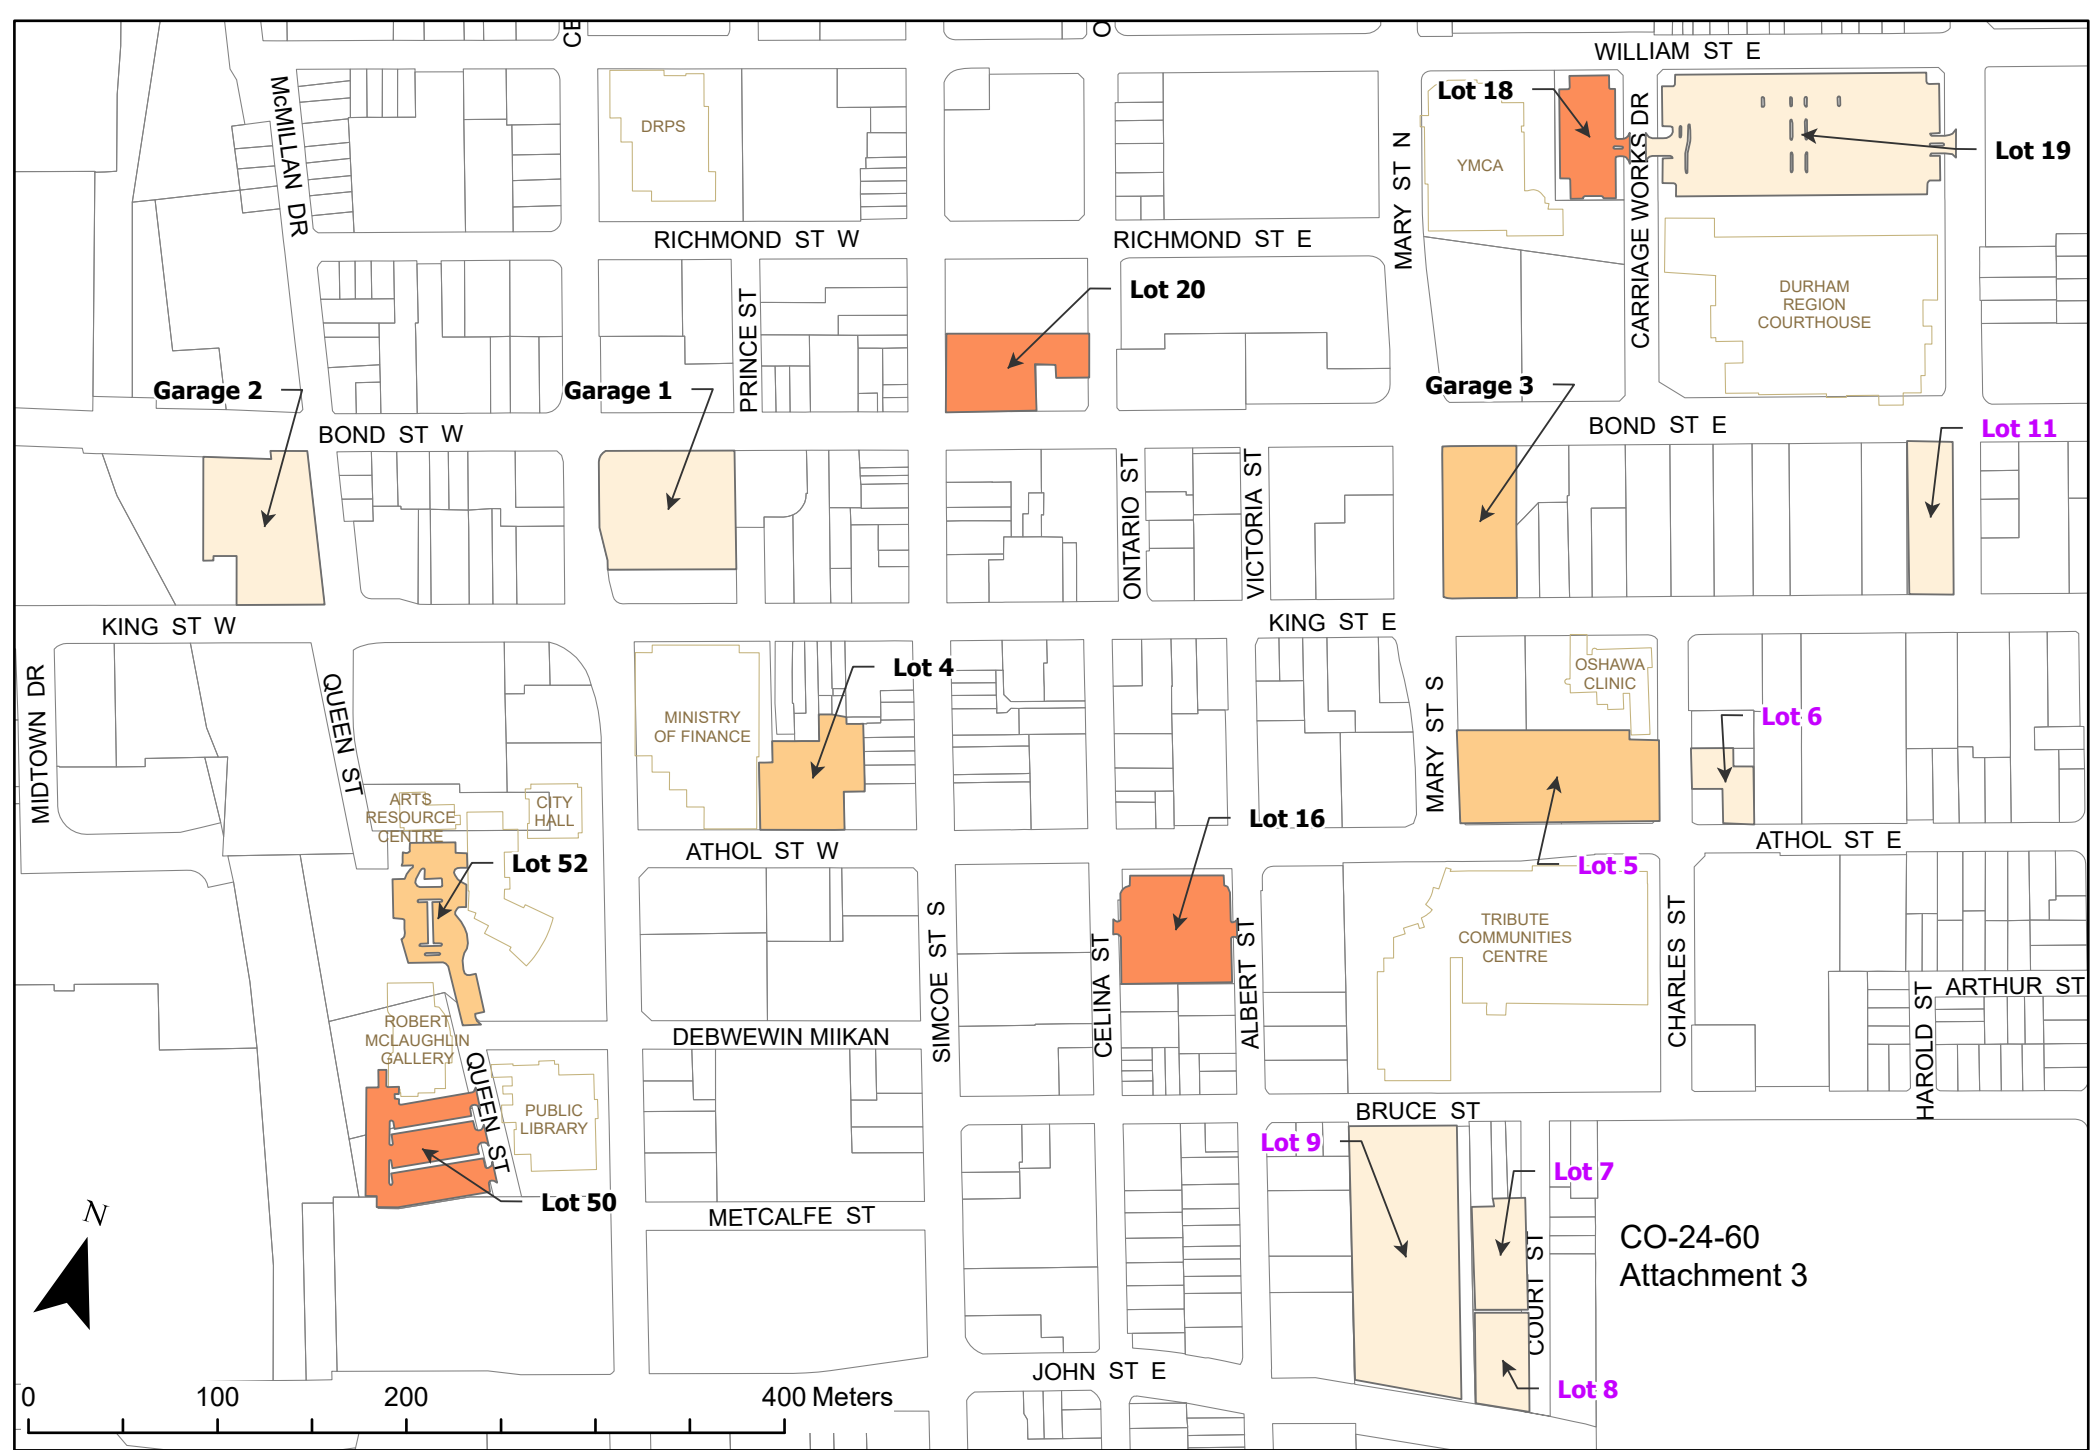 CE
O
WILLIAM ST E
McMILLAN DR
DRPS
Lot 18
YMCA
MARY ST N
CARRIAGE WORKS DR
Lot 19
RICHMOND ST W
RICHMOND ST E
PRINCE ST
Lot 20
DURHAM
REGION
COURTHOUSE
Garage 2
Garage 1
Garage 3
BOND ST W
BOND ST E
Lot 11
ONTARIO ST
VICTORIA ST
KING ST W
KING ST E
MIDTOWN DR
QUEEN ST
MINISTRY
OF FINANCE
Lot 4
MARY ST S
OSHAWA
CLINIC
Lot 6
ARTS
RESOURCE
CENTRE
CITY
HALL
Lot 16
ATHOL ST W
ATHOL ST E
Lot 52
Lot 5
SIMCOE ST S
CELINA ST
ALBERT ST
TRIBUTE
COMMUNITIES
CENTRE
CHARLES ST
HAROLD ST
ARTHUR ST
ROBERT
MCLAUGHLIN
GALLERY
QUEEN ST
DEBWEWIN MIIKAN
PUBLIC
LIBRARY
BRUCE ST
Lot 9
Lot 7
Lot 50
METCALFE ST
COURT ST
N
CO-24-60
Attachment 3
JOHN ST E
Lot 8
0 100 200 400 Meters